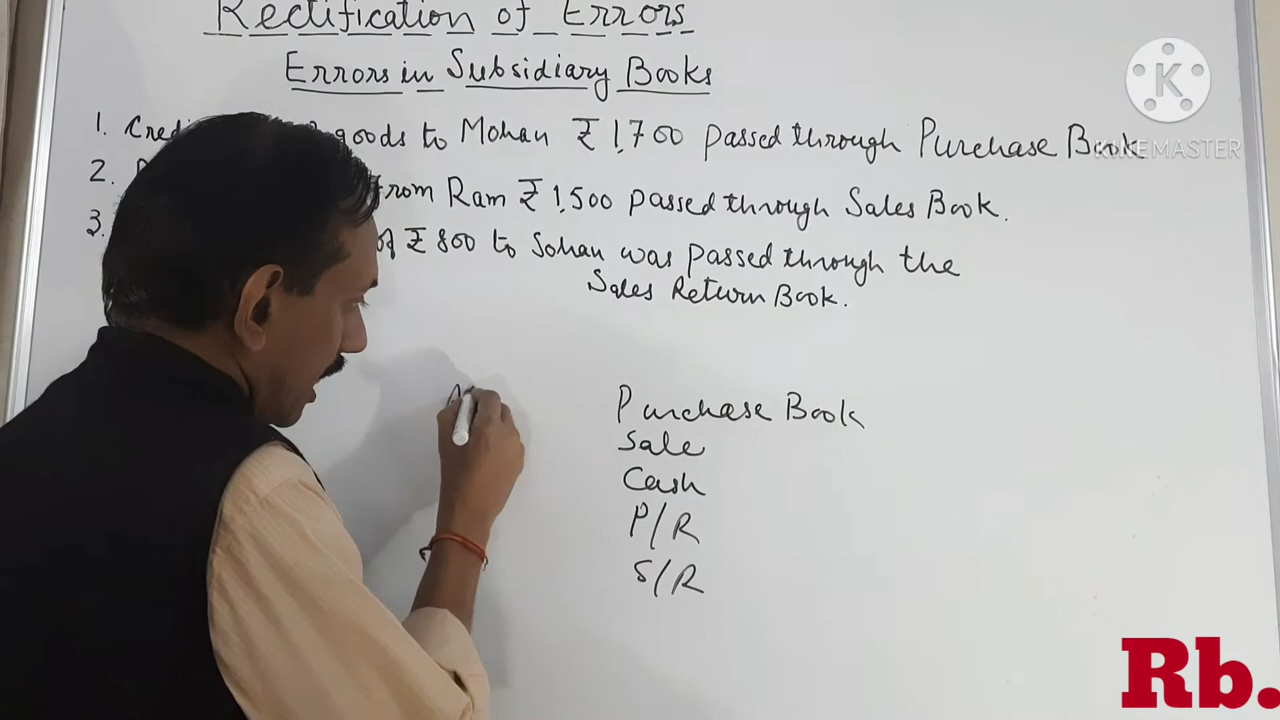 Rectification of Errors
Errors in Subsidiary Books
1. goods to Mohan ₹ 1,700 passed through Purchase Book
2. from Ram ₹ 1,500 passed through Sales Book.
3. of ₹ 800 to Sohan was passed through the
Sales Return Book.
Purchase Book
Sale
Cash
P/R
S/R
K
KINEMASTER
Rb.